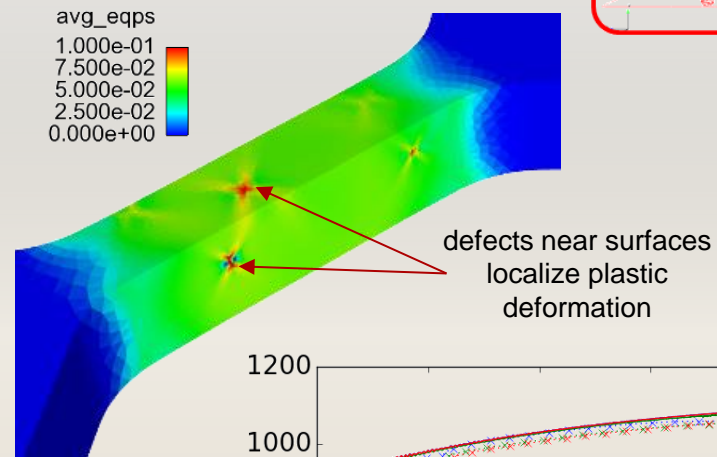 avg_eqps
1.000e-01
7.500e-02
5.000e-02
2.500e-02
0.000e+00
defects near surfaces
localize plastic
deformation
1200
1000